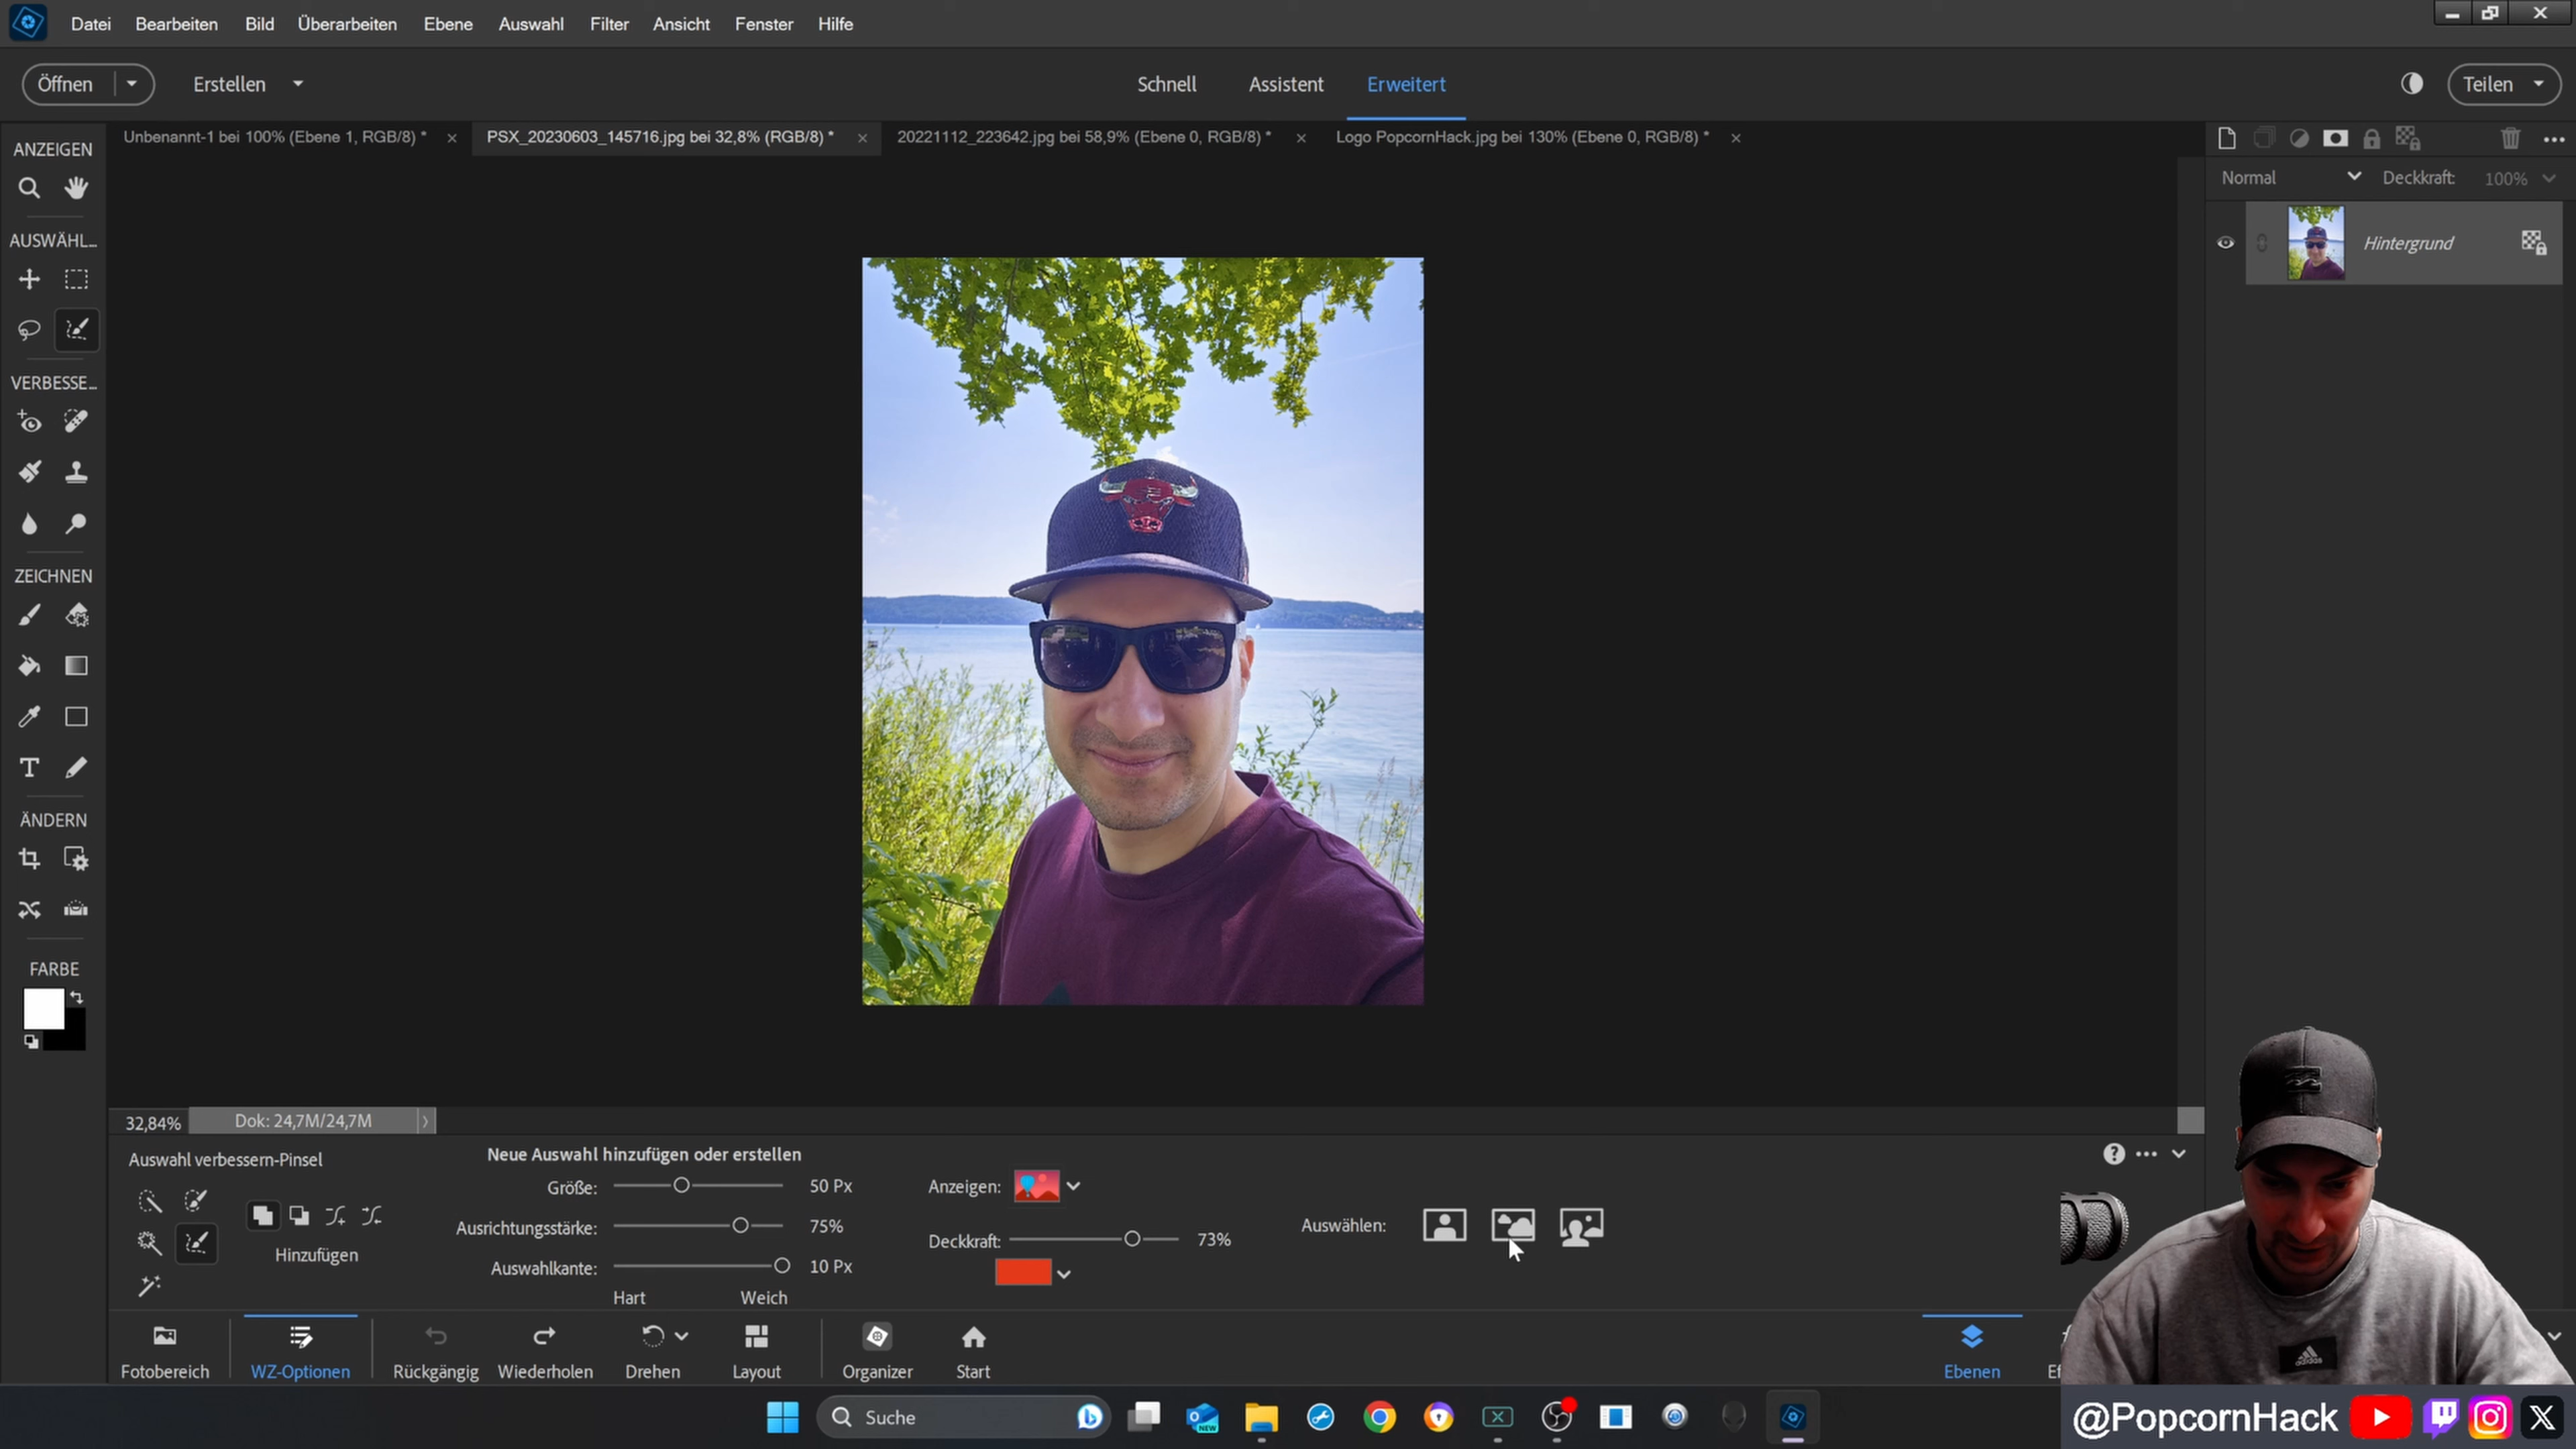 Datei Bearbeiten Bild Überarbeiten Ebene Auswahl Filter Ansicht Fenster Hilfe
Öffnen Erstellen Schnell Assistent Erweitert Teilen
Unbenannt-1 bei 100% (Ebene 1, RGB/8) * × PSX_20230603_145716.jpg bei 32,8% (RGB/8) * × 20221112_223642.jpg bei 58,9% (Ebene 0, RGB/8) * × Logo PopcornHack.jpg bei 130% (Ebene 0, RGB/8) * ×
ANZEIGEN
Normal Deckkraft: 100%
AUSWÄHL...
Hintergrund
VERBESSE...
ZEICHNEN
T
ÄNDERN
FARBE
32,84% Dok: 24,7M/24,7M
Auswahl verbessern-Pinsel
Neue Auswahl hinzufügen oder erstellen
Größe: 50 Px
Anzeigen:
Ausrichtungsstärke: 75%
Auswählen:
Deckkraft: 73%
Hinzufügen
Auswahlkante: 10 Px
Hart Weich
Fotobereich WZ-Optionen Rückgängig Wiederholen Drehen Layout Organizer Start Ebenen
adidas
Suche
NEW
@PopcornHack